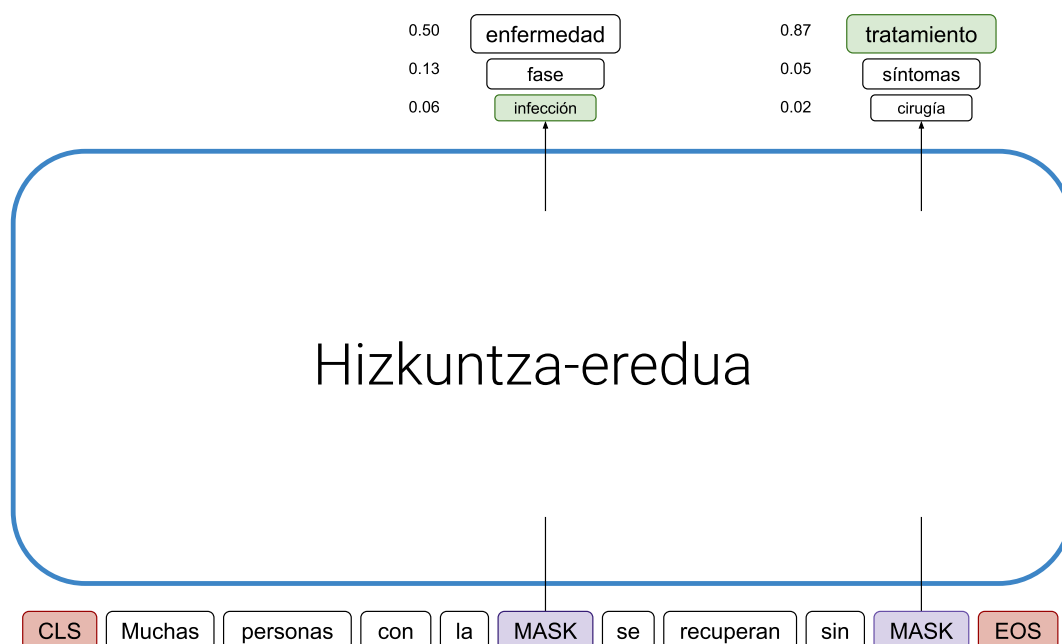 0.50 enfermedad 0.87 tratamiento
0.13 fase 0.05 síntomas
0.06 infección 0.02 cirugía
Hizkuntza-eredua
CLS Muchas personas con la MASK se recuperan sin MASK EOS